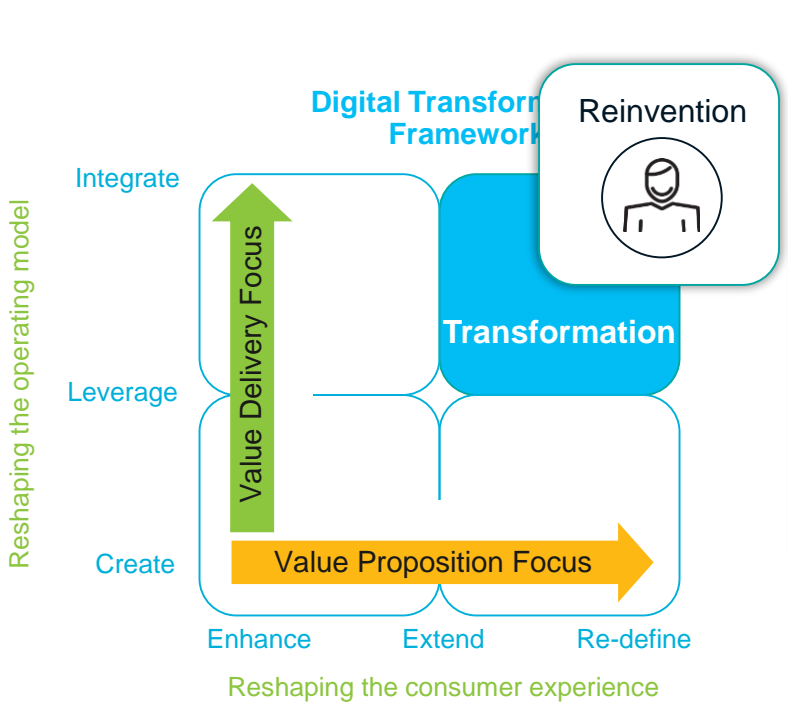 Digital Transfor
Framework
Reinvention
Integrate
Leverage
Create
Reshaping the operating model
Value Delivery Focus
Transformation
Value Proposition Focus
Enhance Extend Re-define
Reshaping the consumer experience